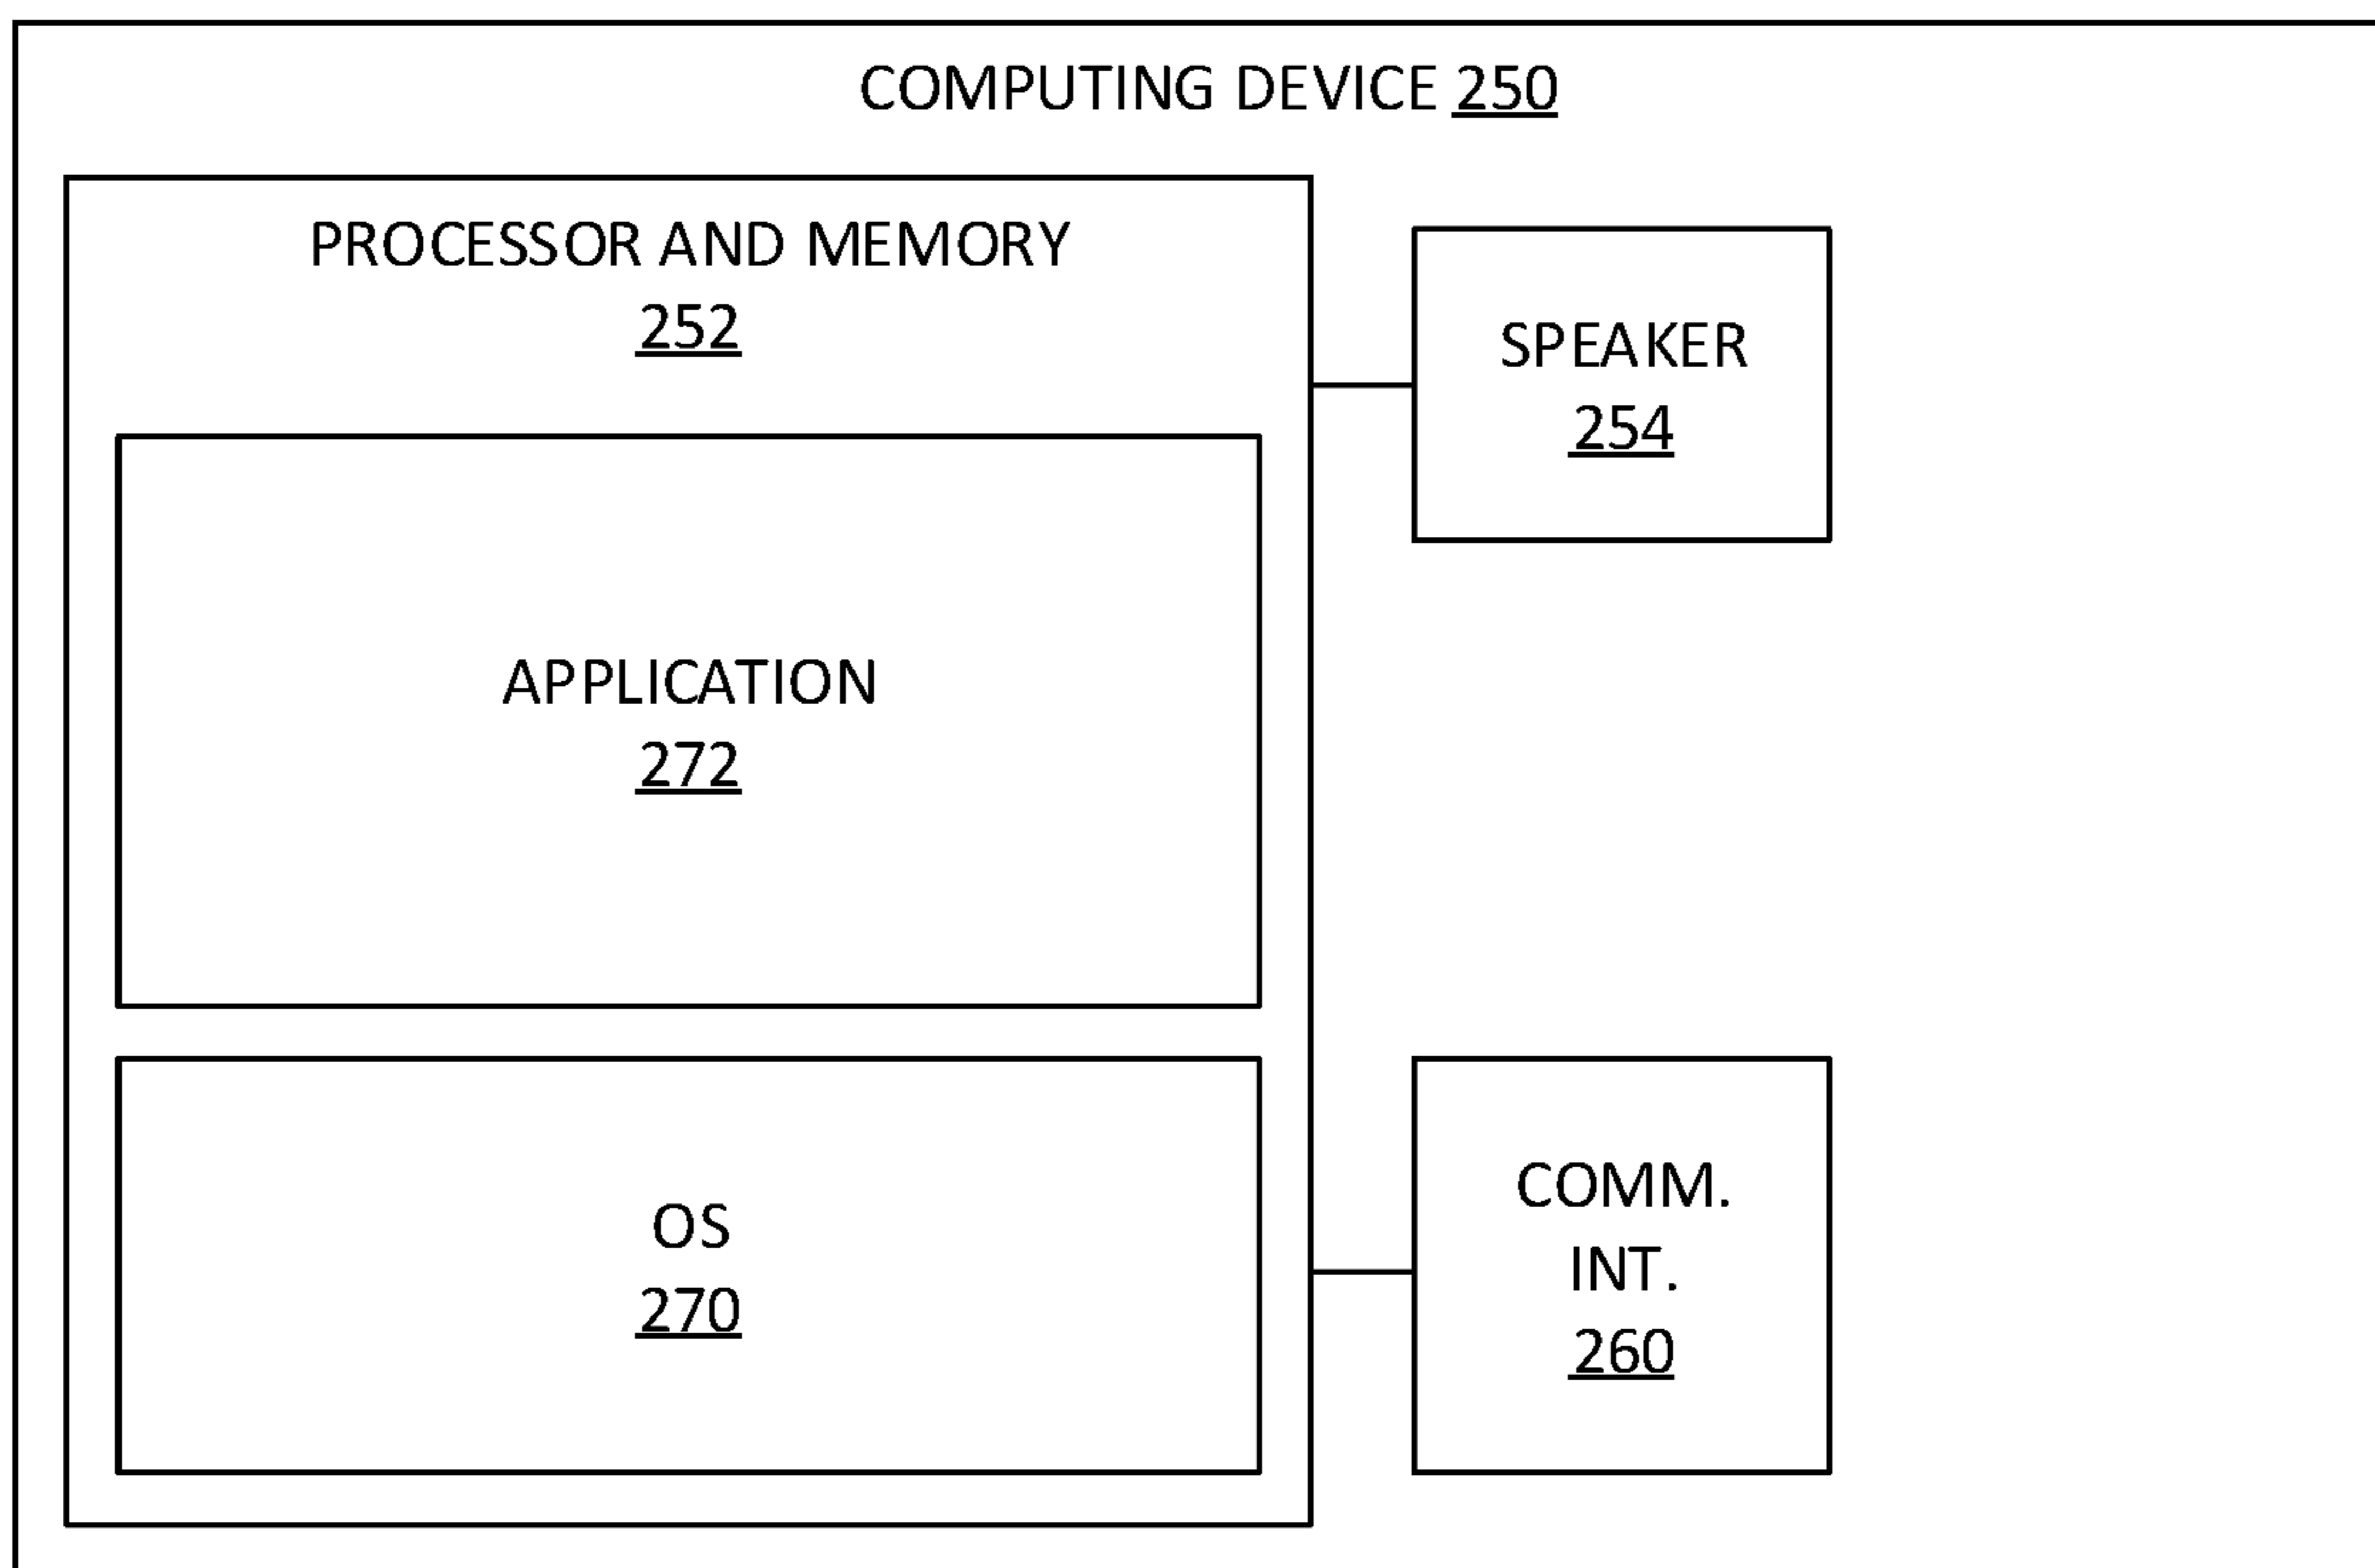 COMPUTING DEVICE 250
PROCESSOR AND MEMORY
252
SPEAKER
254
APPLICATION
272
OS
270
COMM.
INT.
260